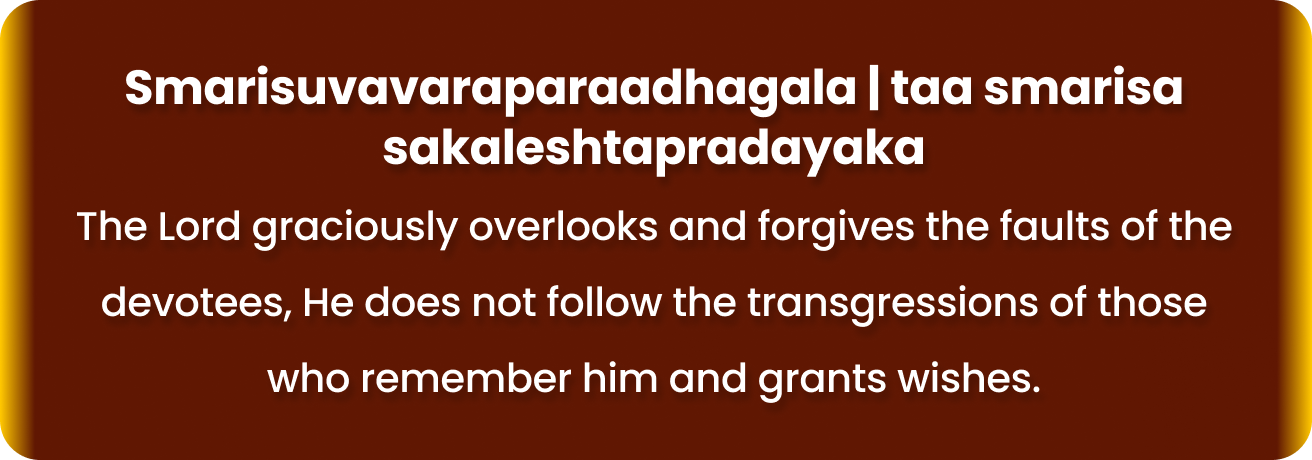 Smarisuvavaraparaadhagala | taa smarisa
sakaleshtapradayaka
The Lord graciously overlooks and forgives the faults of the
devotees, He does not follow the transgressions of those
who remember him and grants wishes.